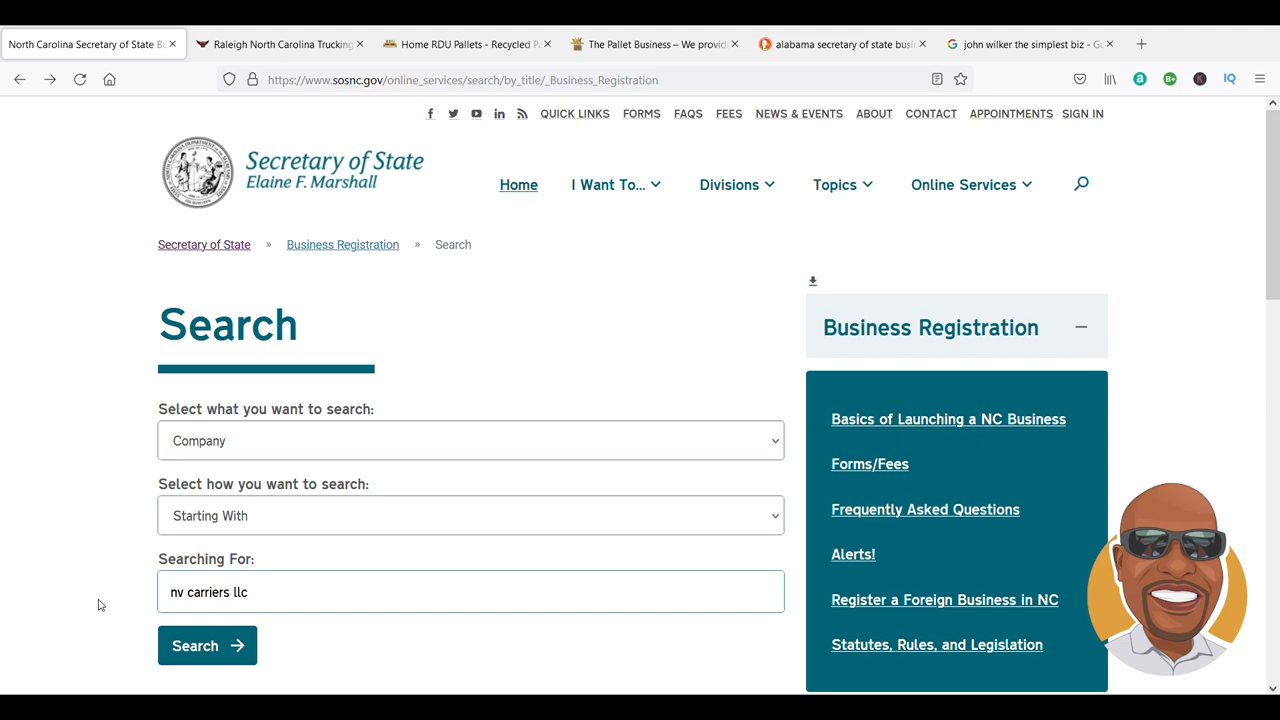 North Carolina Secretary of State Bu
Raleigh North Carolina Trucking
Home RDU Pallets - Recycled P
The Pallet Business – We provid
alabama secretary of state busi
john wilker the simplest biz - Go
https://www.sosnc.gov/online_services/search/by_title/_Business_Registration
QUICK LINKS FORMS FAQS FEES NEWS & EVENTS ABOUT CONTACT APPOINTMENTS SIGN IN
Secretary of State
Elaine F. Marshall
Home I Want To... Divisions Topics Online Services
Secretary of State » Business Registration » Search
Search
Business Registration
Select what you want to search:
Company
Select how you want to search:
Starting With
Searching For:
nv carriers llc
Search
Basics of Launching a NC Business
Forms/Fees
Frequently Asked Questions
Alerts!
Register a Foreign Business in NC
Statutes, Rules, and Legislation